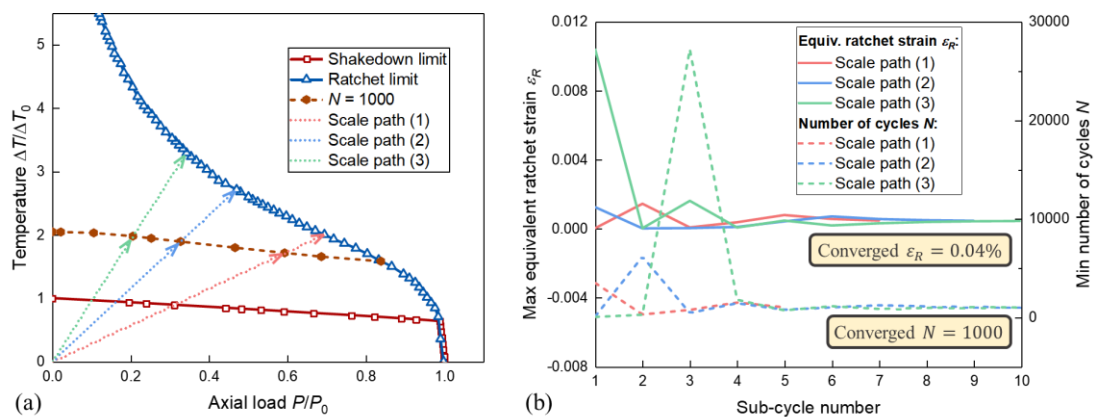 5
4
3
2
1
0
Temperature ΔT/ΔT₀
Shakedown limit
Ratchet limit
N = 1000
Scale path (1)
Scale path (2)
Scale path (3)
0.0 0.2 0.4 0.6 0.8 1.0
Axial load P/P₀
(a)
0.012
0.008
0.004
0.000
-0.004
-0.008
Max equivalent ratchet strain εR
Equiv. ratchet strain εR:
Scale path (1)
Scale path (2)
Scale path (3)
Number of cycles N:
Scale path (1)
Scale path (2)
Scale path (3)
Converged εR = 0.04%
Converged N = 1000
30000
20000
10000
0
Min number of cycles N
1 2 3 4 5 6 7 8 9 10
Sub-cycle number
(b)